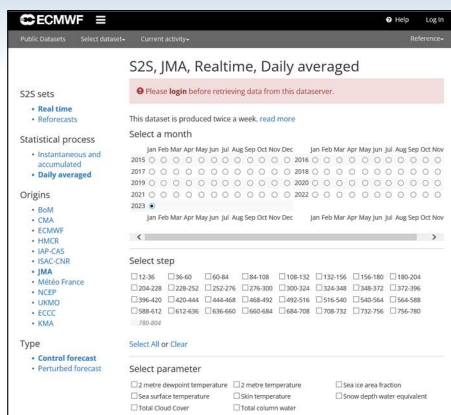 ECMWF
Help Log In
Public Datasets Select dataset Current activity Reference
S2S, JMA, Realtime, Daily averaged
Please login before retrieving data from this dataserver.
S2S sets
Real time
Reforecasts
Statistical process
Instantaneous and
accumulated
Daily averaged
Origins
BoM
CMA
ECMWF
HMCR
IAP-CAS
ISAC-CNR
JMA
Météo France
NCEP
UKMO
ECCC
KMA
Type
Control forecast
Perturbed forecast
This dataset is produced twice a week. read more
Select a month
Jan Feb Mar Apr May Jun Jul Aug Sep Oct Nov Dec Jan Feb Mar Apr May Jun Jul Aug Sep Oct Nov
2015 2016
2017 2018
2019 2020
2021 2022
2023
Jan Feb Mar Apr May Jun Jul Aug Sep Oct Nov Dec Jan Feb Mar Apr May Jun Jul Aug Sep Oct Nov
Select step
12-36 36-60 60-84 84-108 108-132 132-156 156-180 180-204
204-228 228-252 252-276 276-300 300-324 324-348 348-372 372-396
396-420 420-444 444-468 468-492 492-516 516-540 540-564 564-588
588-612 612-636 636-660 660-684 684-708 708-732 732-756 756-780
780-804
Select All or Clear
Select parameter
2 metre dewpoint temperature 2 metre temperature Sea ice area fraction
Sea surface temperature Skin temperature Snow depth water equivalent
Total Cloud Cover Total column water